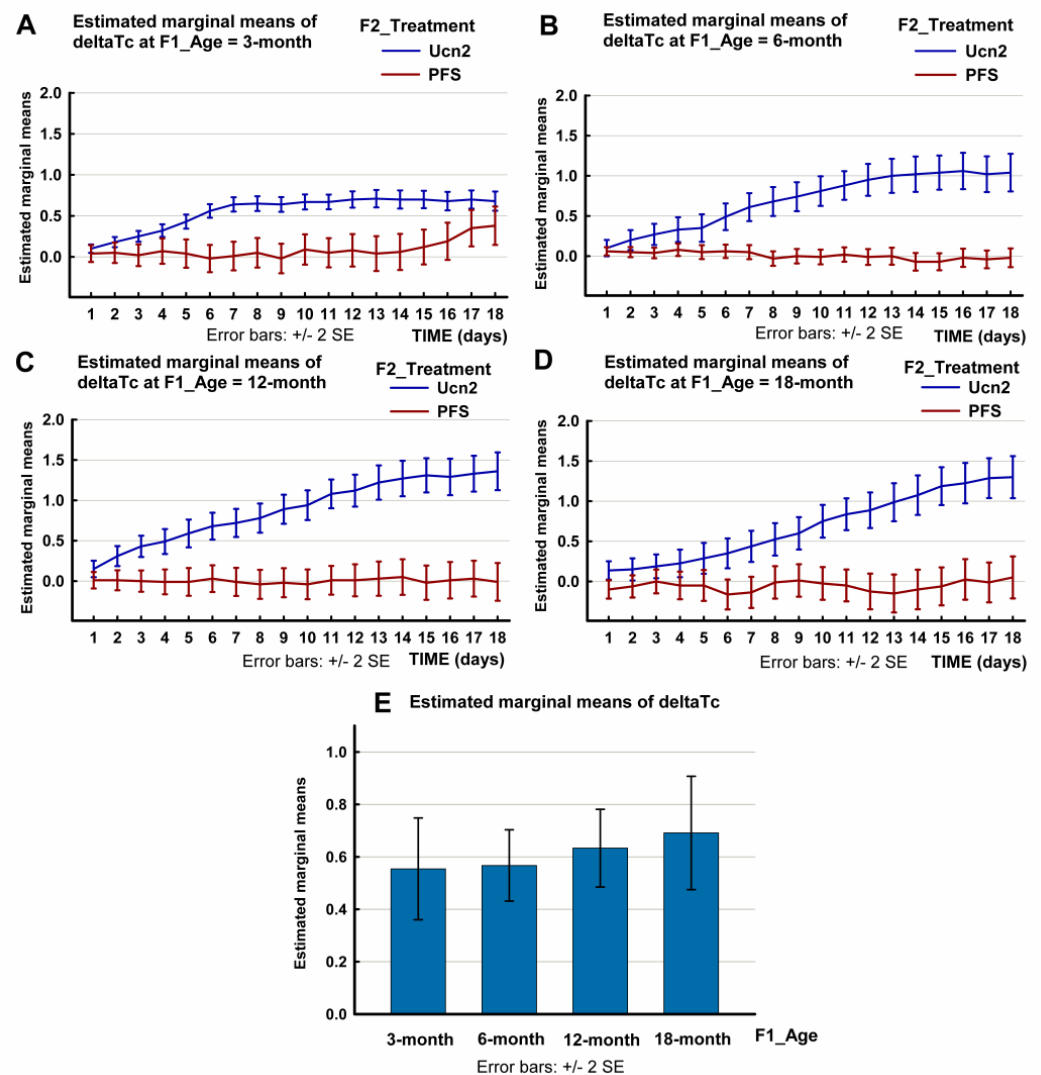 A
Estimated marginal means of
deltaTc at F1_Age = 3-month
F2_Treatment
Ucn2
PFS
Estimated marginal means
2.0
1.5
1.0
0.5
0.0
1 2 3 4 5 6 7 8 9 10 11 12 13 14 15 16 17 18
Error bars: +/- 2 SE TIME (days)
B
Estimated marginal means of
deltaTc at F1_Age = 6-month
F2_Treatment
Ucn2
PFS
Estimated marginal means
2.0
1.5
1.0
0.5
0.0
1 2 3 4 5 6 7 8 9 10 11 12 13 14 15 16 17 18
Error bars: +/- 2 SE TIME (days)
C
Estimated marginal means of
deltaTc at F1_Age = 12-month
F2_Treatment
Ucn2
PFS
Estimated marginal means
2.0
1.5
1.0
0.5
0.0
1 2 3 4 5 6 7 8 9 10 11 12 13 14 15 16 17 18
Error bars: +/- 2 SE TIME (days)
D
Estimated marginal means of
deltaTc at F1_Age = 18-month
F2_Treatment
Ucn2
PFS
Estimated marginal means
2.0
1.5
1.0
0.5
0.0
1 2 3 4 5 6 7 8 9 10 11 12 13 14 15 16 17 18
Error bars: +/- 2 SE TIME (days)
E Estimated marginal means of deltaTc
Estimated marginal means
1.0
0.8
0.6
0.4
0.2
0.0
3-month 6-month 12-month 18-month F1_Age
Error bars: +/- 2 SE